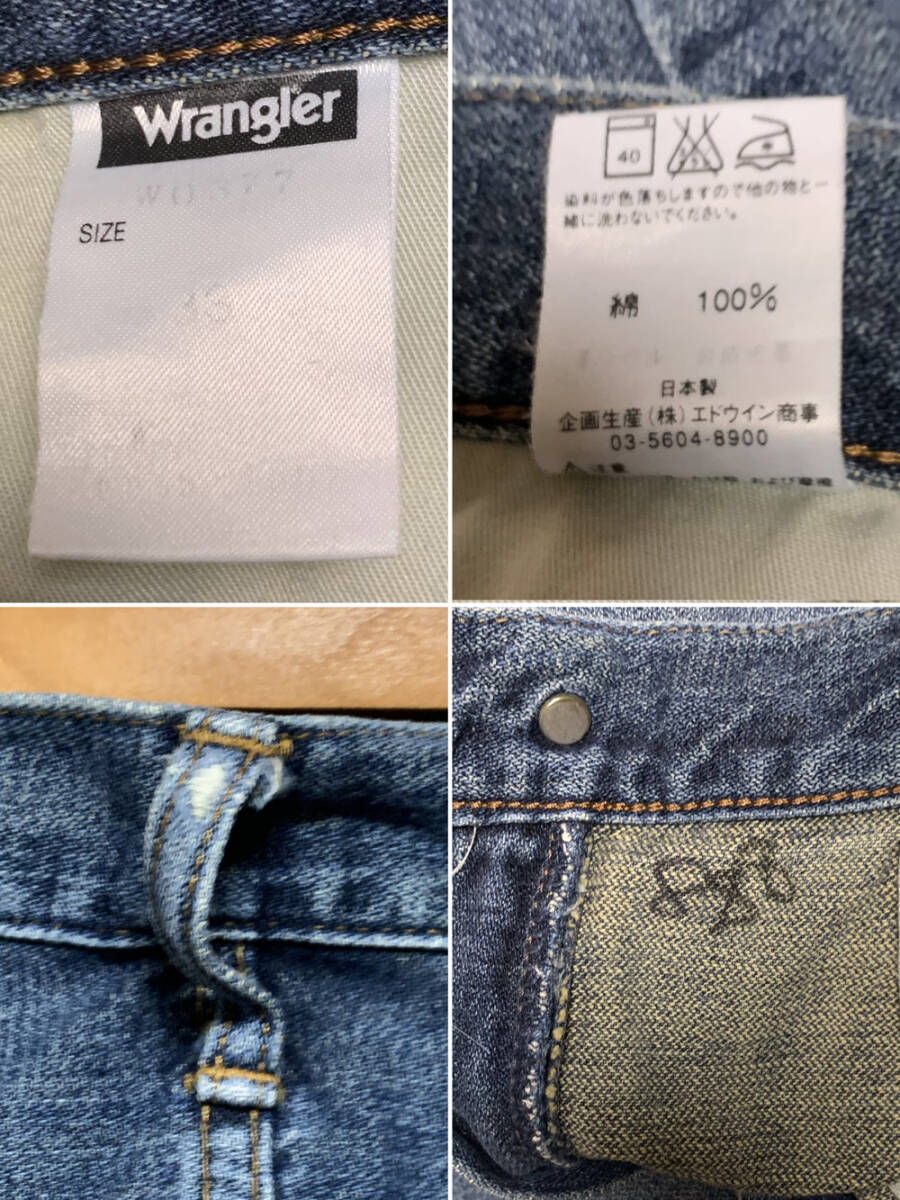 Wrangler
W0377
SIZE
40
染料が色落ちしますので他の物と一
緒に洗わないでください。
綿 100%
日本製
企画生産(株)エドウイン商事
03-5604-8900